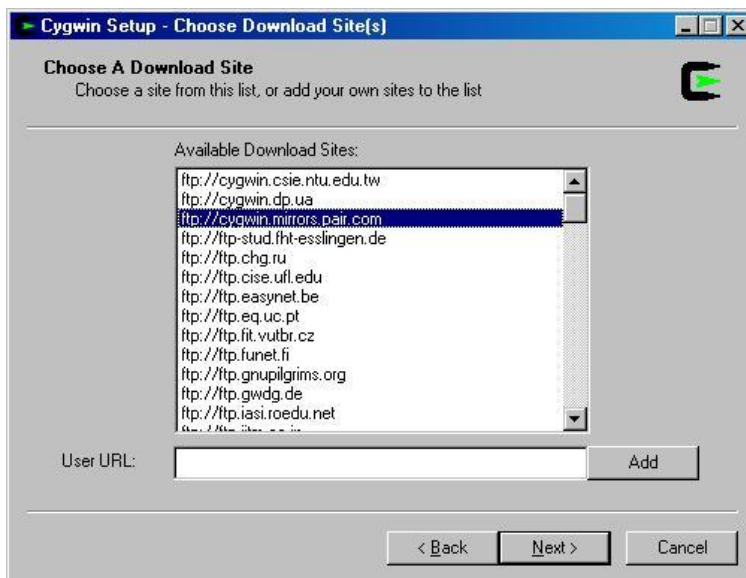 Cygwin Setup - Choose Download Site(s)
Choose A Download Site
Choose a site from this list, or add your own sites to the list
Available Download Sites:
ftp://cygwin.csie.ntu.edu.tw
ftp://cygwin.dp.ua
ftp://cygwin.mirrors.pair.com
ftp://ftp-stud.fht-esslingen.de
ftp://ftp.chg.ru
ftp://ftp.cise.ufl.edu
ftp://ftp.easynet.be
ftp://ftp.eq.uc.pt
ftp://ftp.fit.vutbr.cz
ftp://ftp.funet.fi
ftp://ftp.gnupilgrims.org
ftp://ftp.gwdg.de
ftp://ftp.iasi.roedu.net
User URL: Add
< Back Next > Cancel